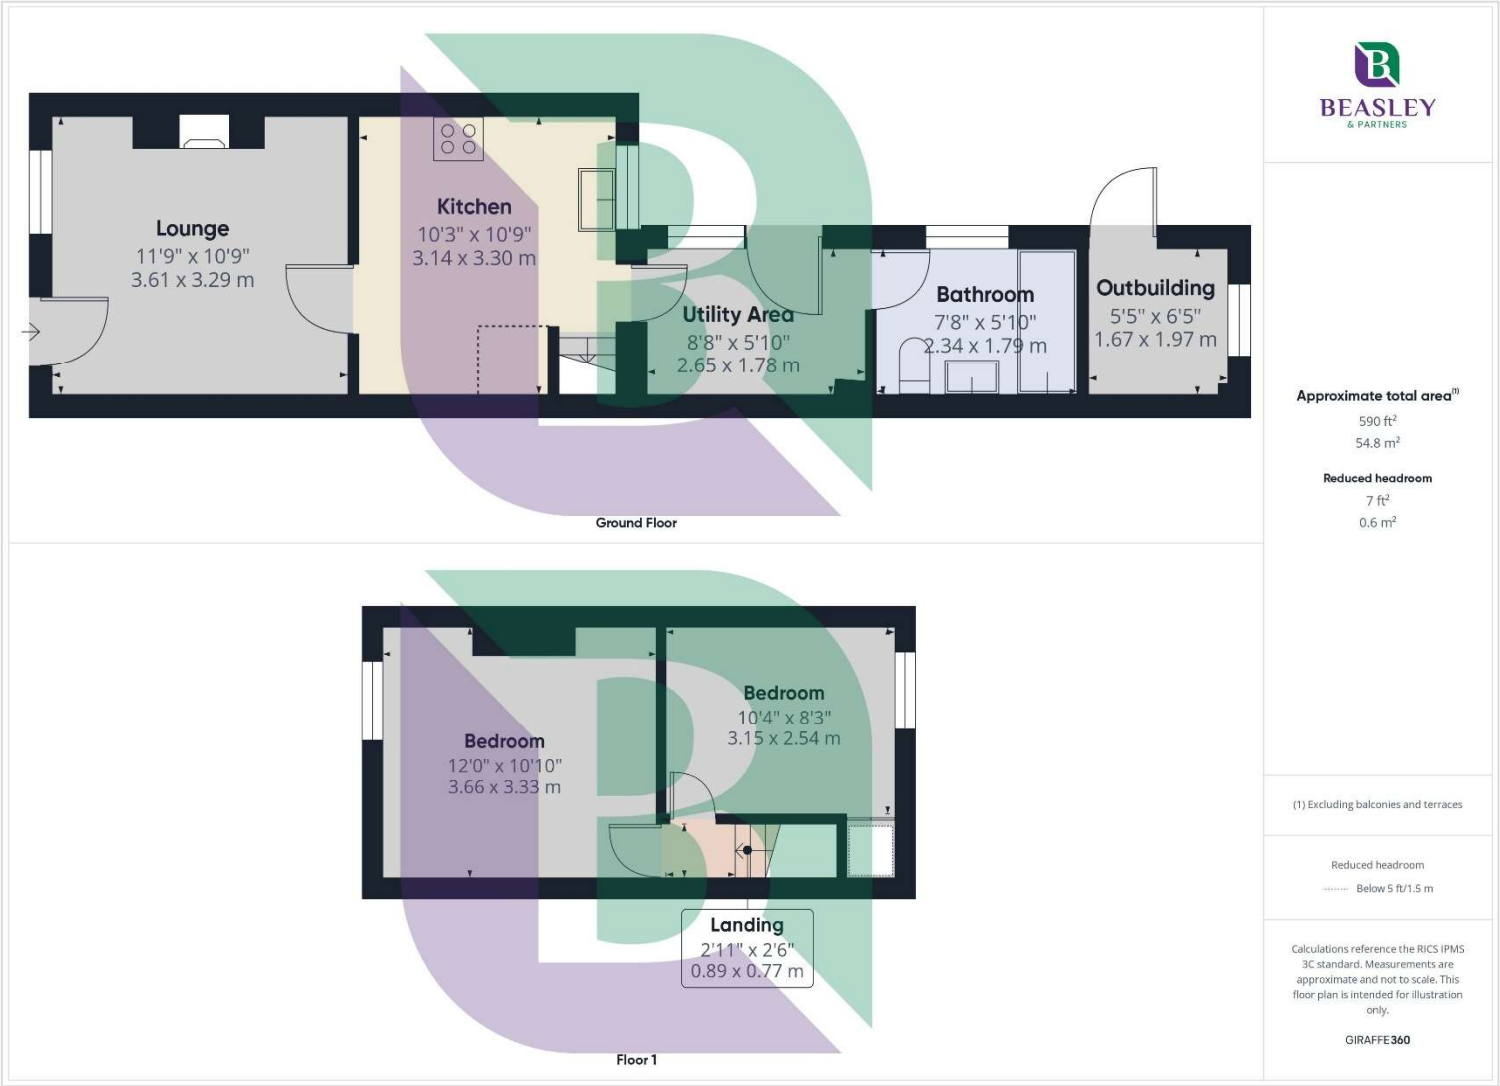 Lounge
11'9" x 10'9"
3.61 x 3.29 m
Kitchen
10'3" x 10'9"
3.14 x 3.30 m
Utility Area
8'8" x 5'10"
2.65 x 1.78 m
Bathroom
7'8" x 5'10"
2.34 x 1.79 m
Outbuilding
5'5" x 6'5"
1.67 x 1.97 m
Ground Floor
Bedroom
12'0" x 10'10"
3.66 x 3.33 m
Bedroom
10'4" x 8'3"
3.15 x 2.54 m
Landing
2'11" x 2'6"
0.89 x 0.77 m
Floor 1
B
BEASLEY
& PARTNERS
Approximate total area(1)
590 ft²
54.8 m²
Reduced headroom
7 ft²
0.6 m²
(1) Excluding balconies and terraces
Reduced headroom
Below 5 ft/1.5 m
Calculations reference the RICS IPMS
3C standard. Measurements are
approximate and not to scale. This
floor plan is intended for illustration
only.
GIRAFFE360